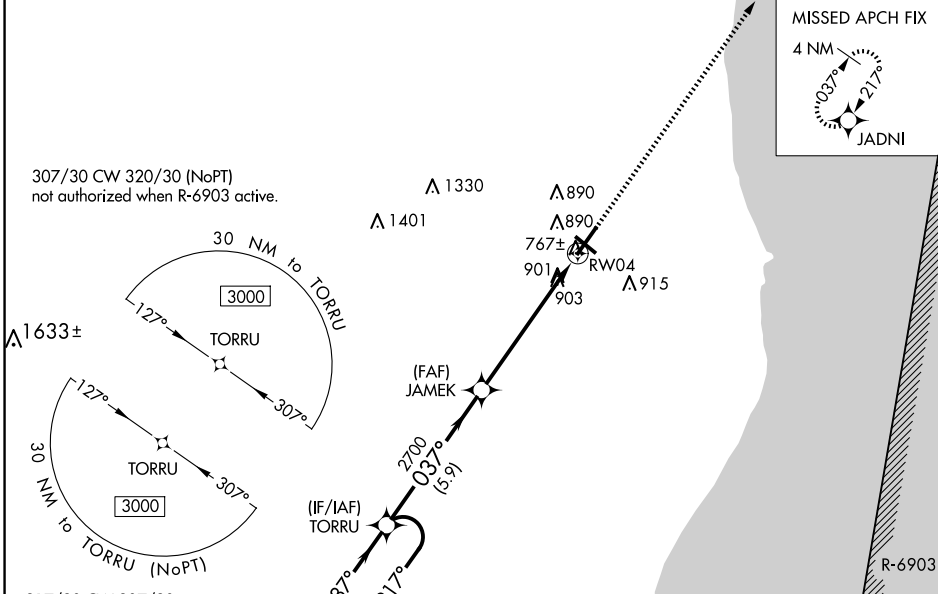 MISSED APCH FIX
4 NM
037°
217°
JADNI
307/30 CW 320/30 (NoPT)
not authorized when R-6903 active.
1330
890
1401
890
767±
RW04
901
903
915
30 NM to TORRU
3000
127°
TORRU
307°
1633±
(FAF)
JAMEK
127°
TORRU
307°
3000
30 NM to TORRU (NoPT)
2700
037°
(5.9)
(IF/IAF)
TORRU
R-6903